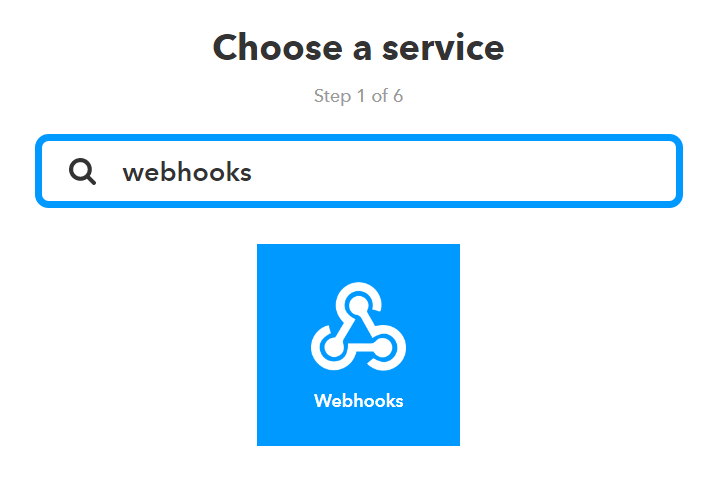 Choose a service
Step 1 of 6
webhooks
Webhooks